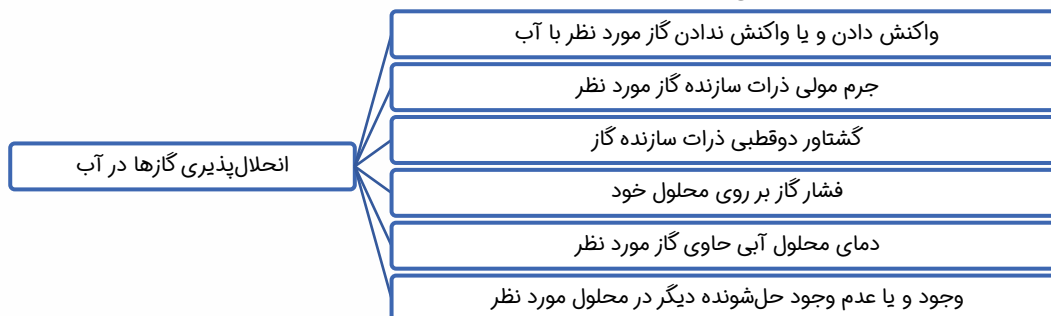 واکنش دادن و یا واکنش ندادن گاز مورد نظر با آب
جرم مولی ذرات سازنده گاز مورد نظر
گشتاور دوقطبی ذرات سازنده گاز
انحلال‌پذیری گازها در آب
فشار گاز بر روی محلول خود
دمای محلول آبی حاوی گاز مورد نظر
وجود و یا عدم وجود حل‌شونده دیگر در محلول مورد نظر